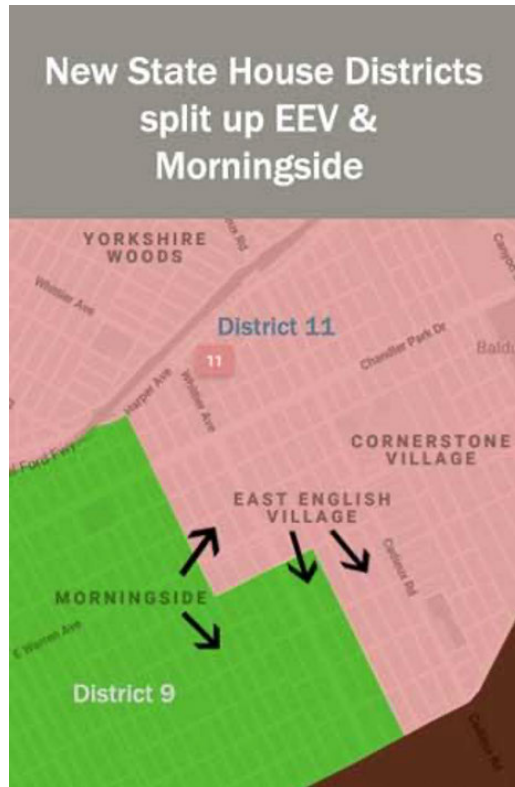 New State House Districts
split up EEV &
Morningside
YORKSHIRE
WOODS
Whittier Ave
District 11
11
Chandler Park Dr
Harper Ave
Whittier Ave
Ford Fwy
CORNERSTONE
VILLAGE
EAST ENGLISH
VILLAGE
Cadieux Rd
MORNINGSIDE
E Warren Ave
District 9
Cadieux Rd